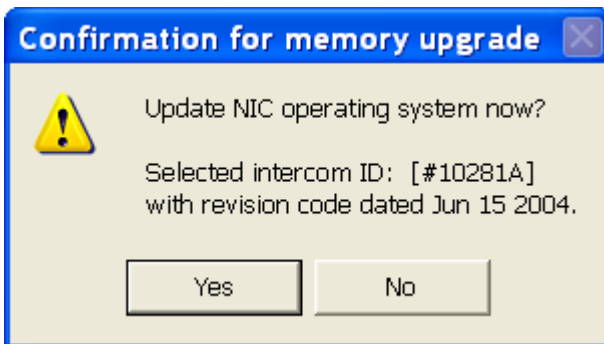 Confirmation for memory upgrade
Update NIC operating system now?
Selected intercom ID: [#10281A]
with revision code dated Jun 15 2004.
Yes
No